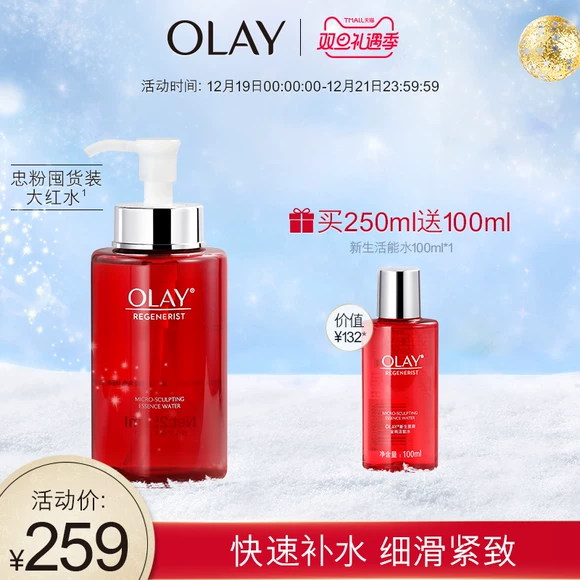 OLAY
TMALL天猫
双旦礼遇季
活动时间: 12月19日00:00:00-12月21日23:59:59
忠粉囤货装
大红水¹
买250ml送100ml
新生活能水100ml*1
价值
¥132*
OLAY®
REGENERIST
MICRO-SCULPTING
ESSENCE WATER
OLAY®
REGENERIST
MICRO-SCULPTING
ESSENCE WATER
净含量: 100ml
活动价:
¥259
快速补水 细滑紧致